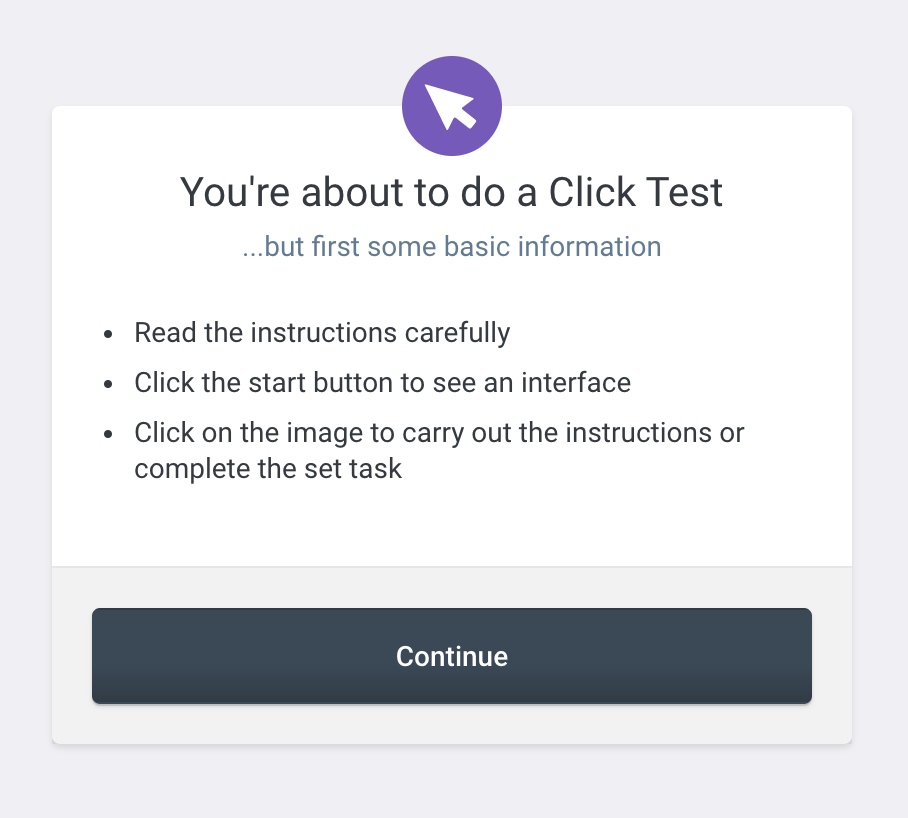 You're about to do a Click Test
...but first some basic information
• Read the instructions carefully
• Click the start button to see an interface
• Click on the image to carry out the instructions or
complete the set task
Continue